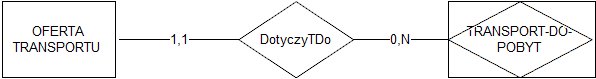 OFERTA
TRANSPORTU
1,1
DotyczyTDo
0,N
TRANSPORT-DO-
POBYT